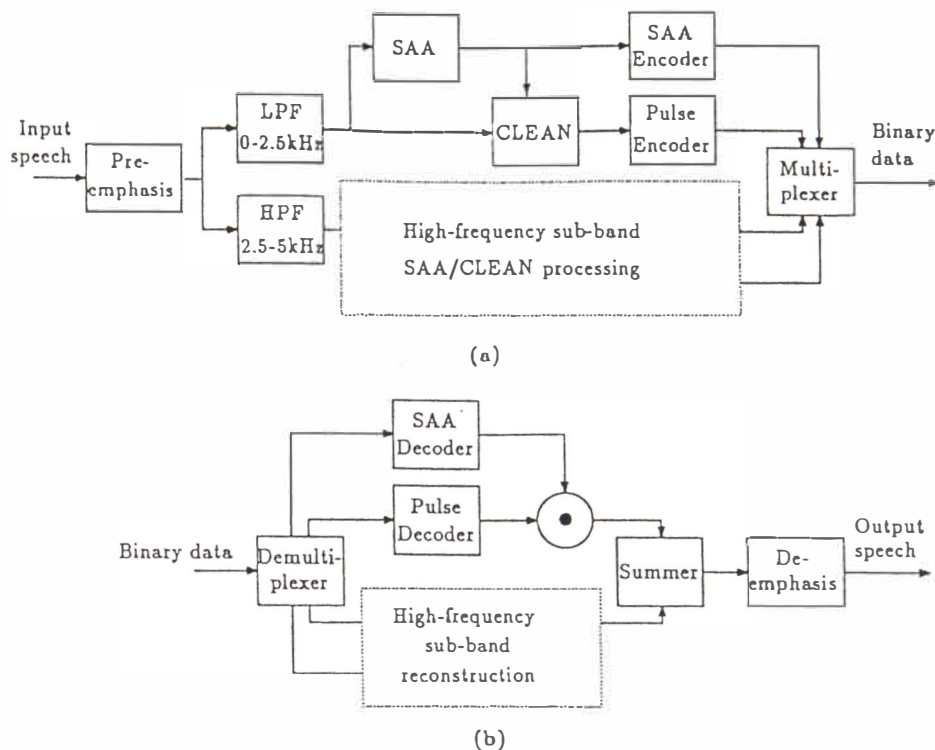 SAA
SAA
Encoder
LPF
0-2.5kHz
CLEAN
Pulse
Encoder
Input
speech
Pre-
emphasis
Multi-
plexer
Binary
data
HPF
2.5-5kHz
High-frequency sub-band
SAA/CLEAN processing
(a)
SAA
Decoder
Pulse
Decoder
Binary data
Demulti-
plexer
Summer
De-
emphasis
Output
speech
High-frequency
sub-band
reconstruction
(b)